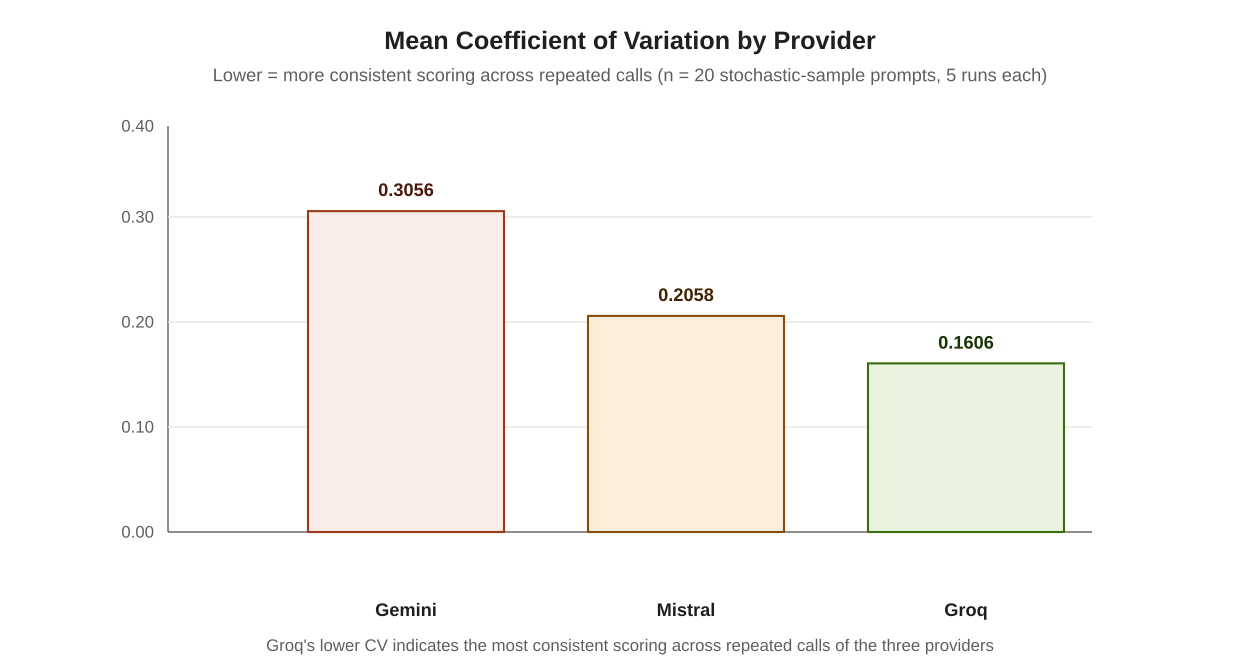 Mean Coefficient of Variation by Provider
Lower = more consistent scoring across repeated calls (n = 20 stochastic-sample prompts, 5 runs each)
0.40
0.3056
0.30
0.2058
0.20
0.1606
0.10
0.00
Gemini Mistral Groq
Groq's lower CV indicates the most consistent scoring across repeated calls of the three providers